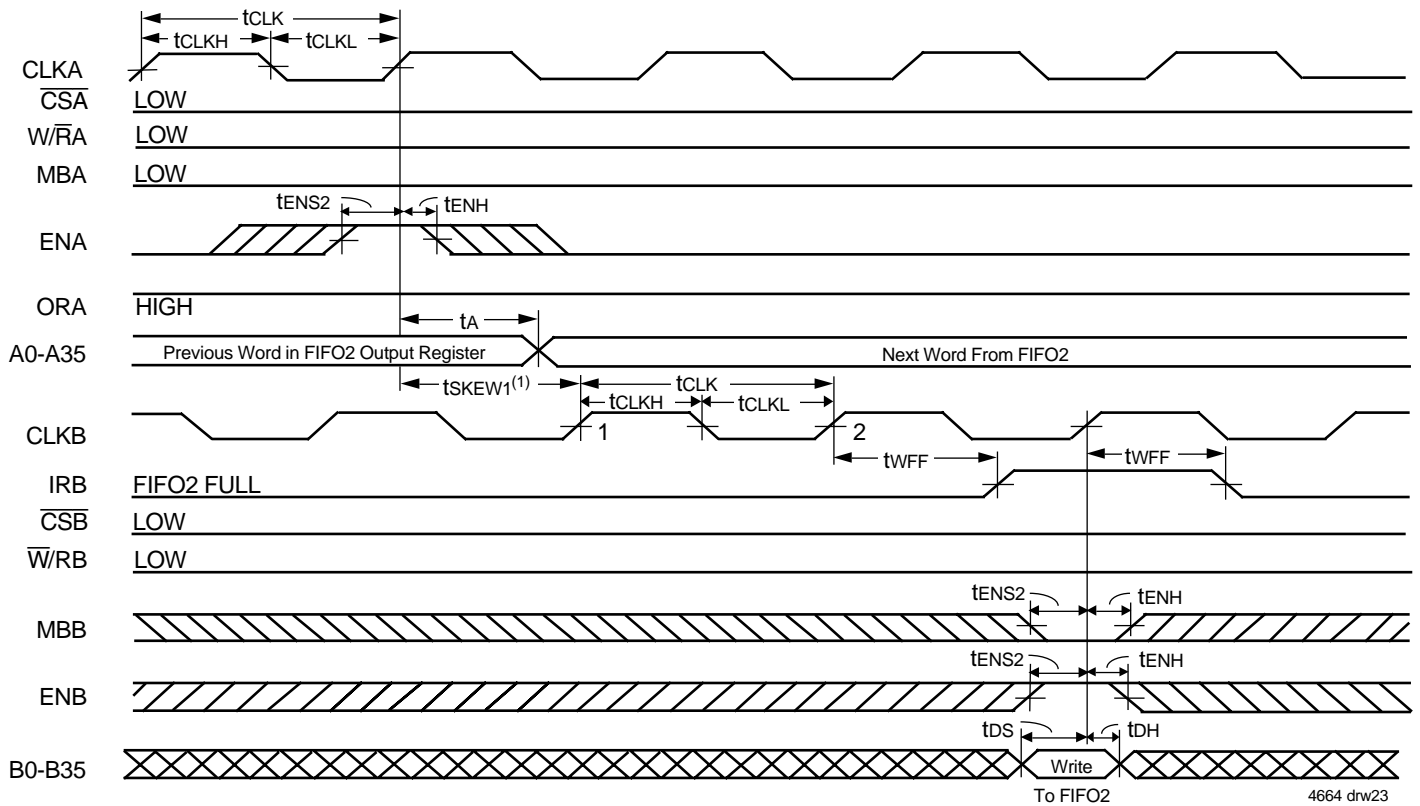 tCLK
tCLKH tCLKL
CLKA
CSA LOW
W/RA LOW
MBA LOW
tENS2 tENH
ENA
ORA HIGH
tA
A0-A35 Previous Word in FIFO2 Output Register Next Word From FIFO2
tSKEW1(1) tCLK
tCLKH tCLKL
CLKB 1 2
tWFF tWFF
IRB FIFO2 FULL
CSB LOW
W/RB LOW
tENS2 tENH
MBB
tENS2 tENH
ENB
tDS tDH
B0-B35 Write
To FIFO2 4664 drw23